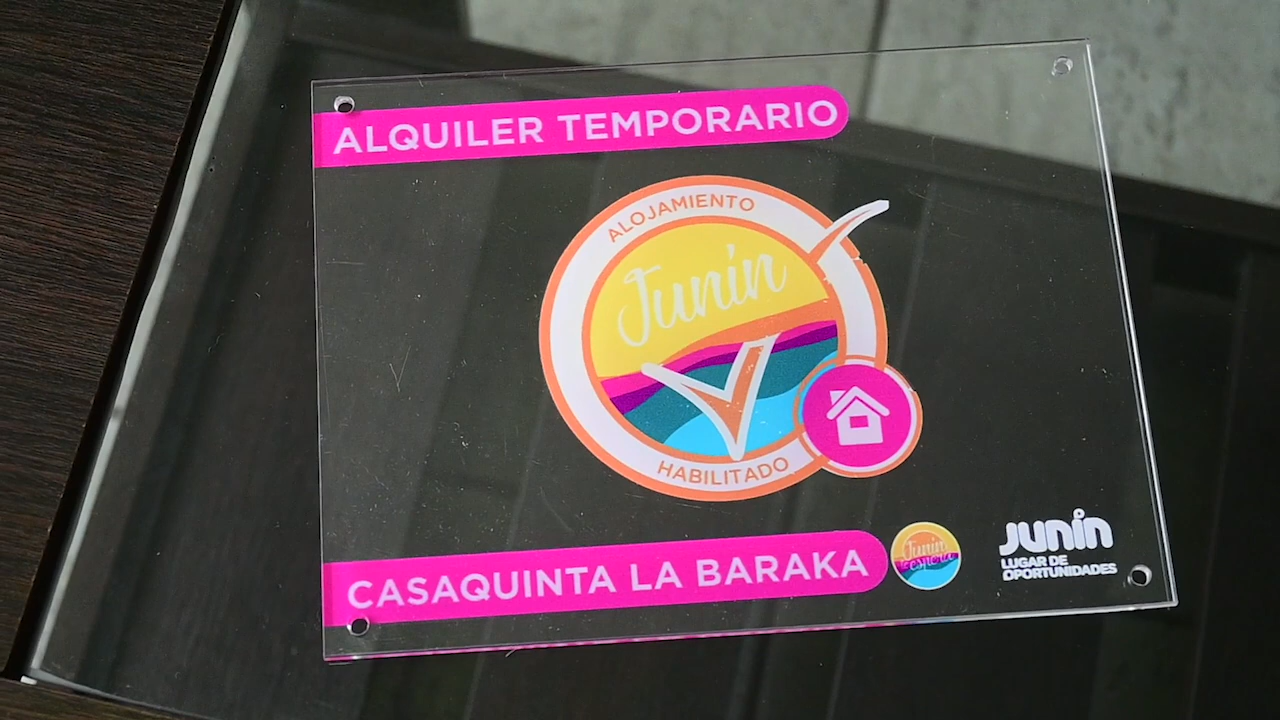 ALQUILER TEMPORARIO
ALOJAMIENTO
Junín
HABILITADO
CASAQUINTA LA BARAKA
Junín
te espera
JUNÍN
LUGAR DE
OPORTUNIDADES